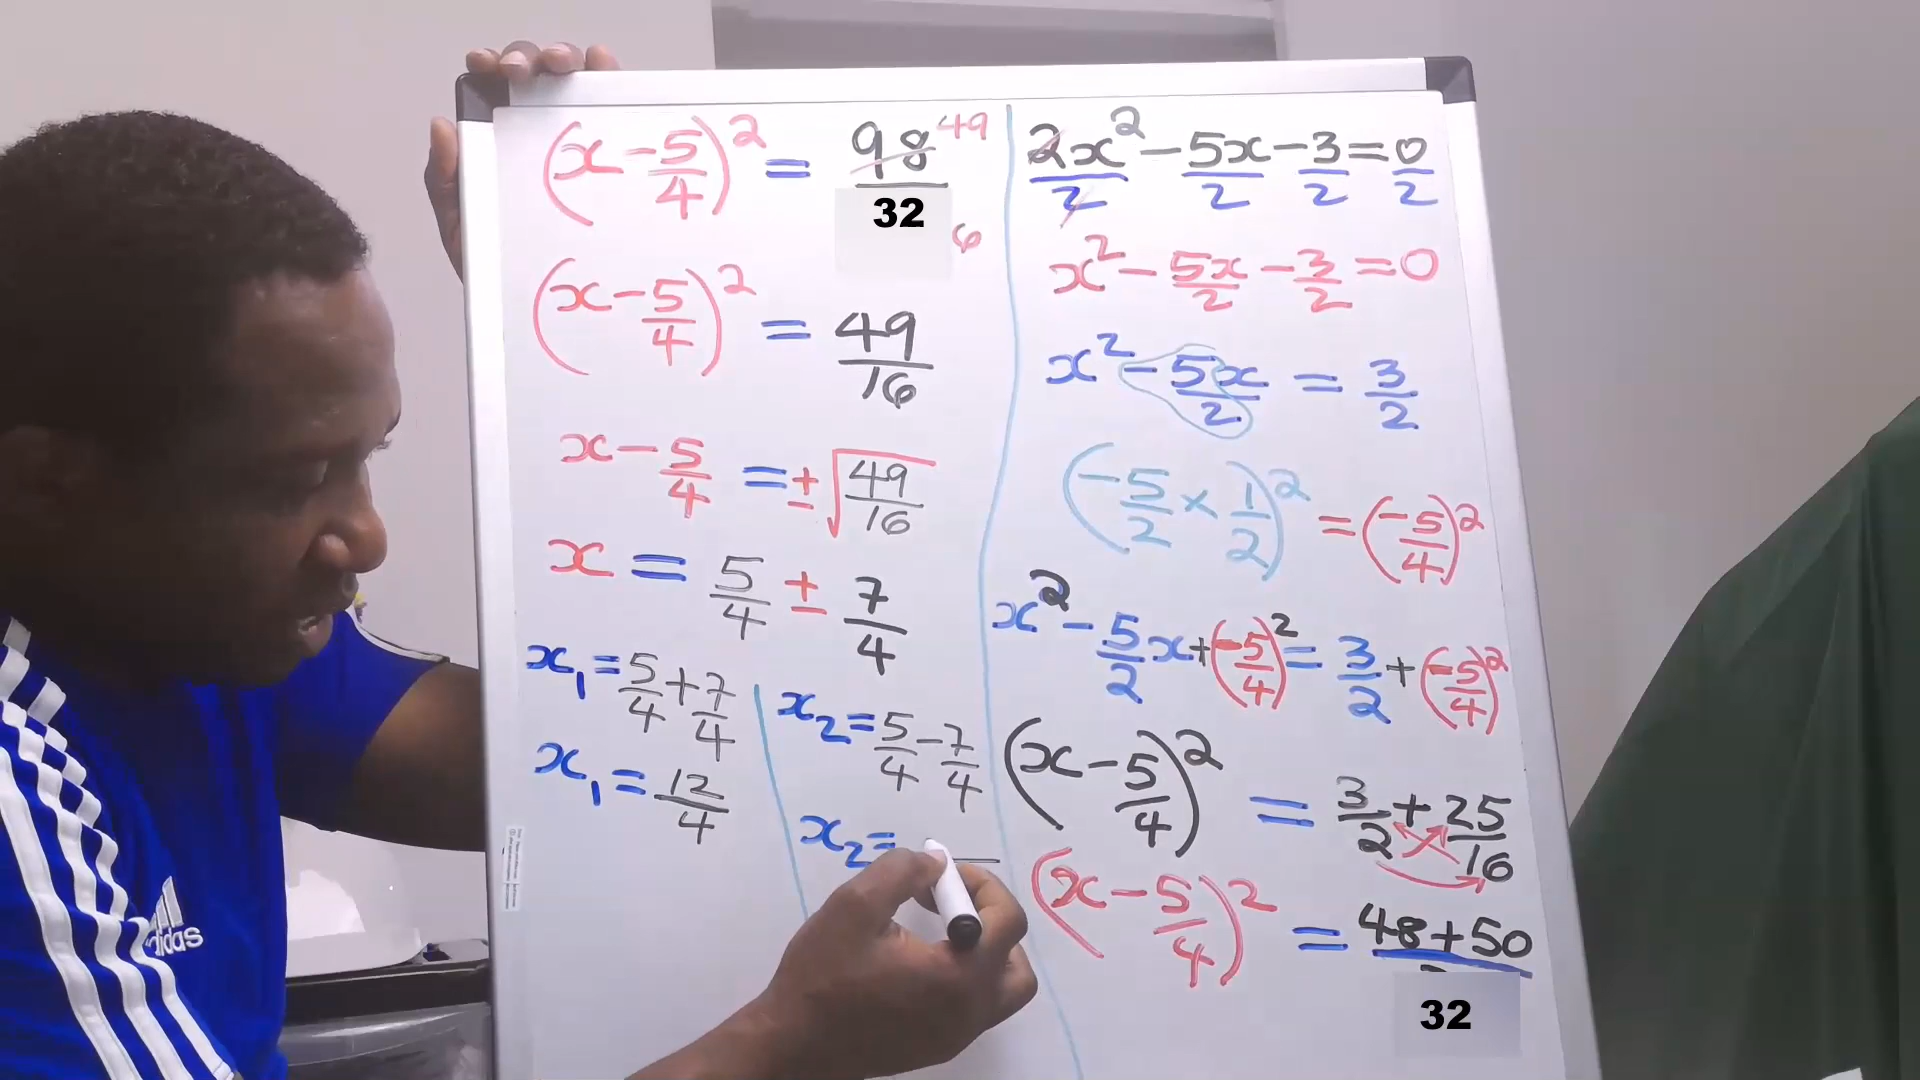 2x² - 5x - 3 = 0
2 2 2 2
x² - 5x/2 - 3/2 = 0
x² - 5x/2 = 3/2
(-5/2 × 1/2)² = (-5/4)²
x² - 5/2 x + (-5/4)² = 3/2 + (-5/4)²
(x - 5/4)² = 3/2 + 25/16
(x - 5/4)² = 48 + 50
32
(x - 5/4)² = 98 49
32
6
(x - 5/4)² = 49/16
x - 5/4 = ±√49/16
x = 5/4 ± 7/4
x₁ = 5/4 + 7/4
x₁ = 12/4
x₂ = 5/4 - 7/4
x₂ =
adidas